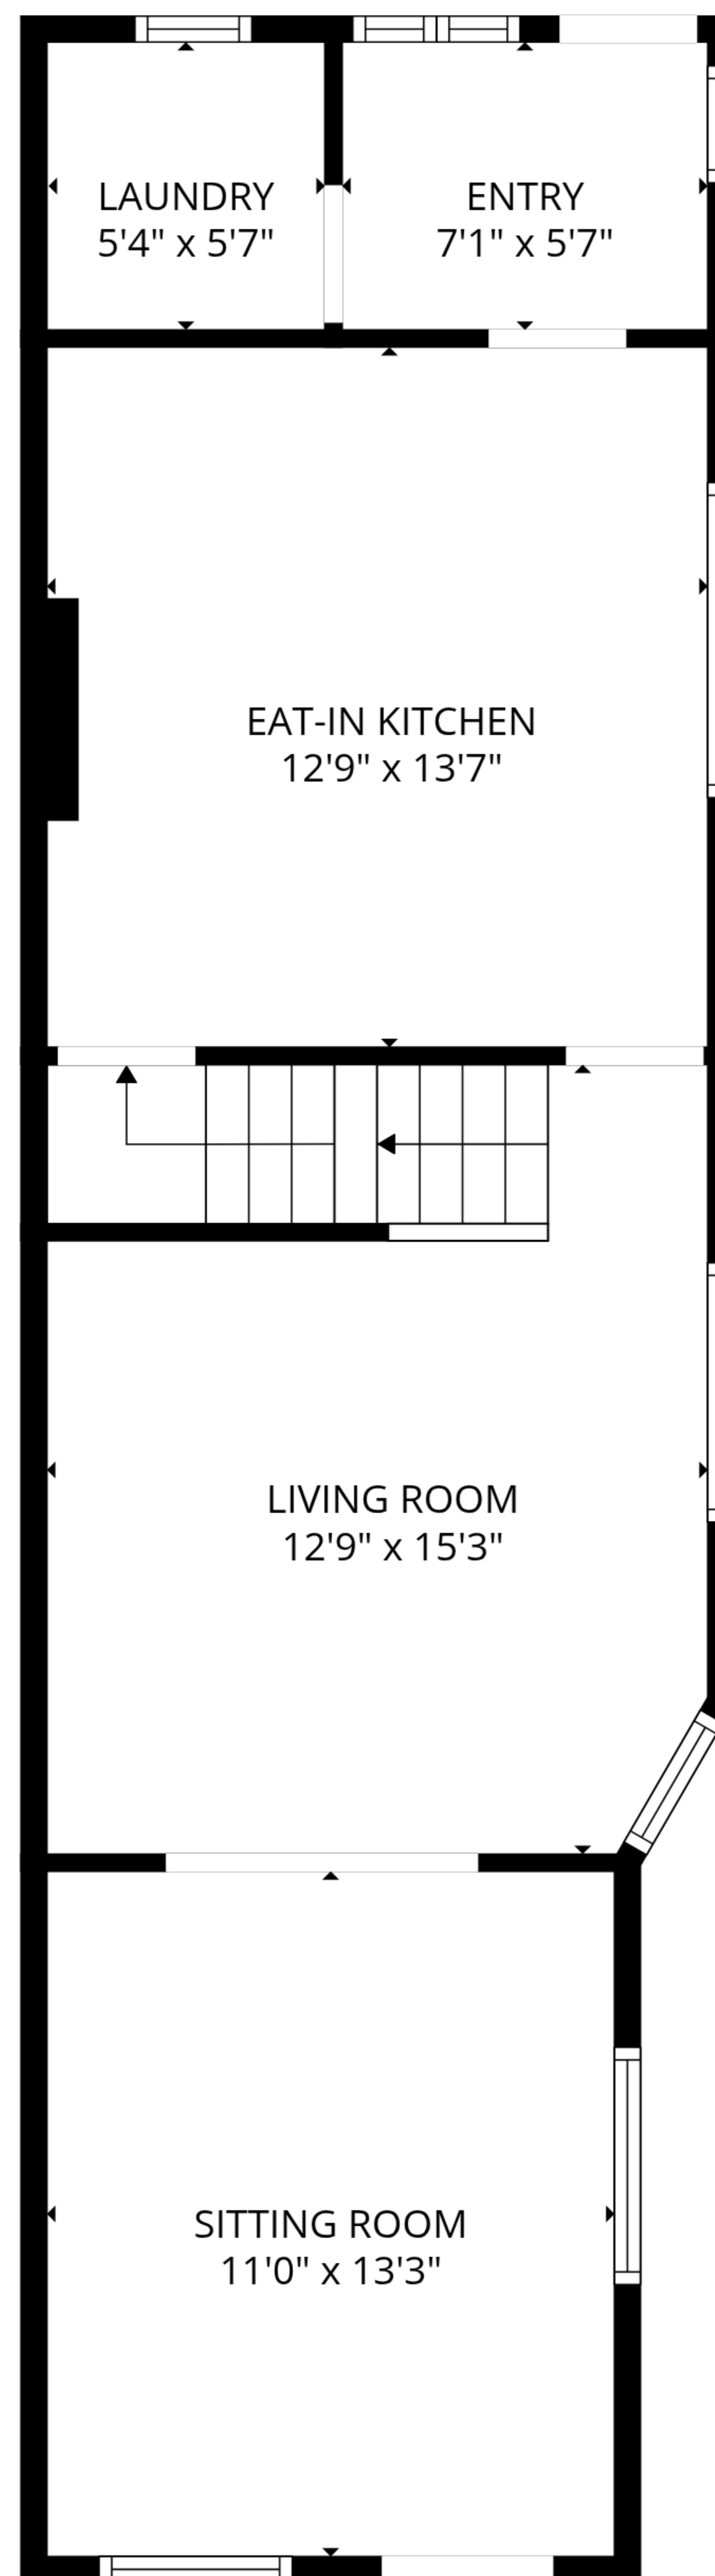 LAUNDRY
5'4" x 5'7"
ENTRY
7'1" x 5'7"
EAT-IN KITCHEN
12'9" x 13'7"
LIVING ROOM
12'9" x 15'3"
SITTING ROOM
11'0" x 13'3"